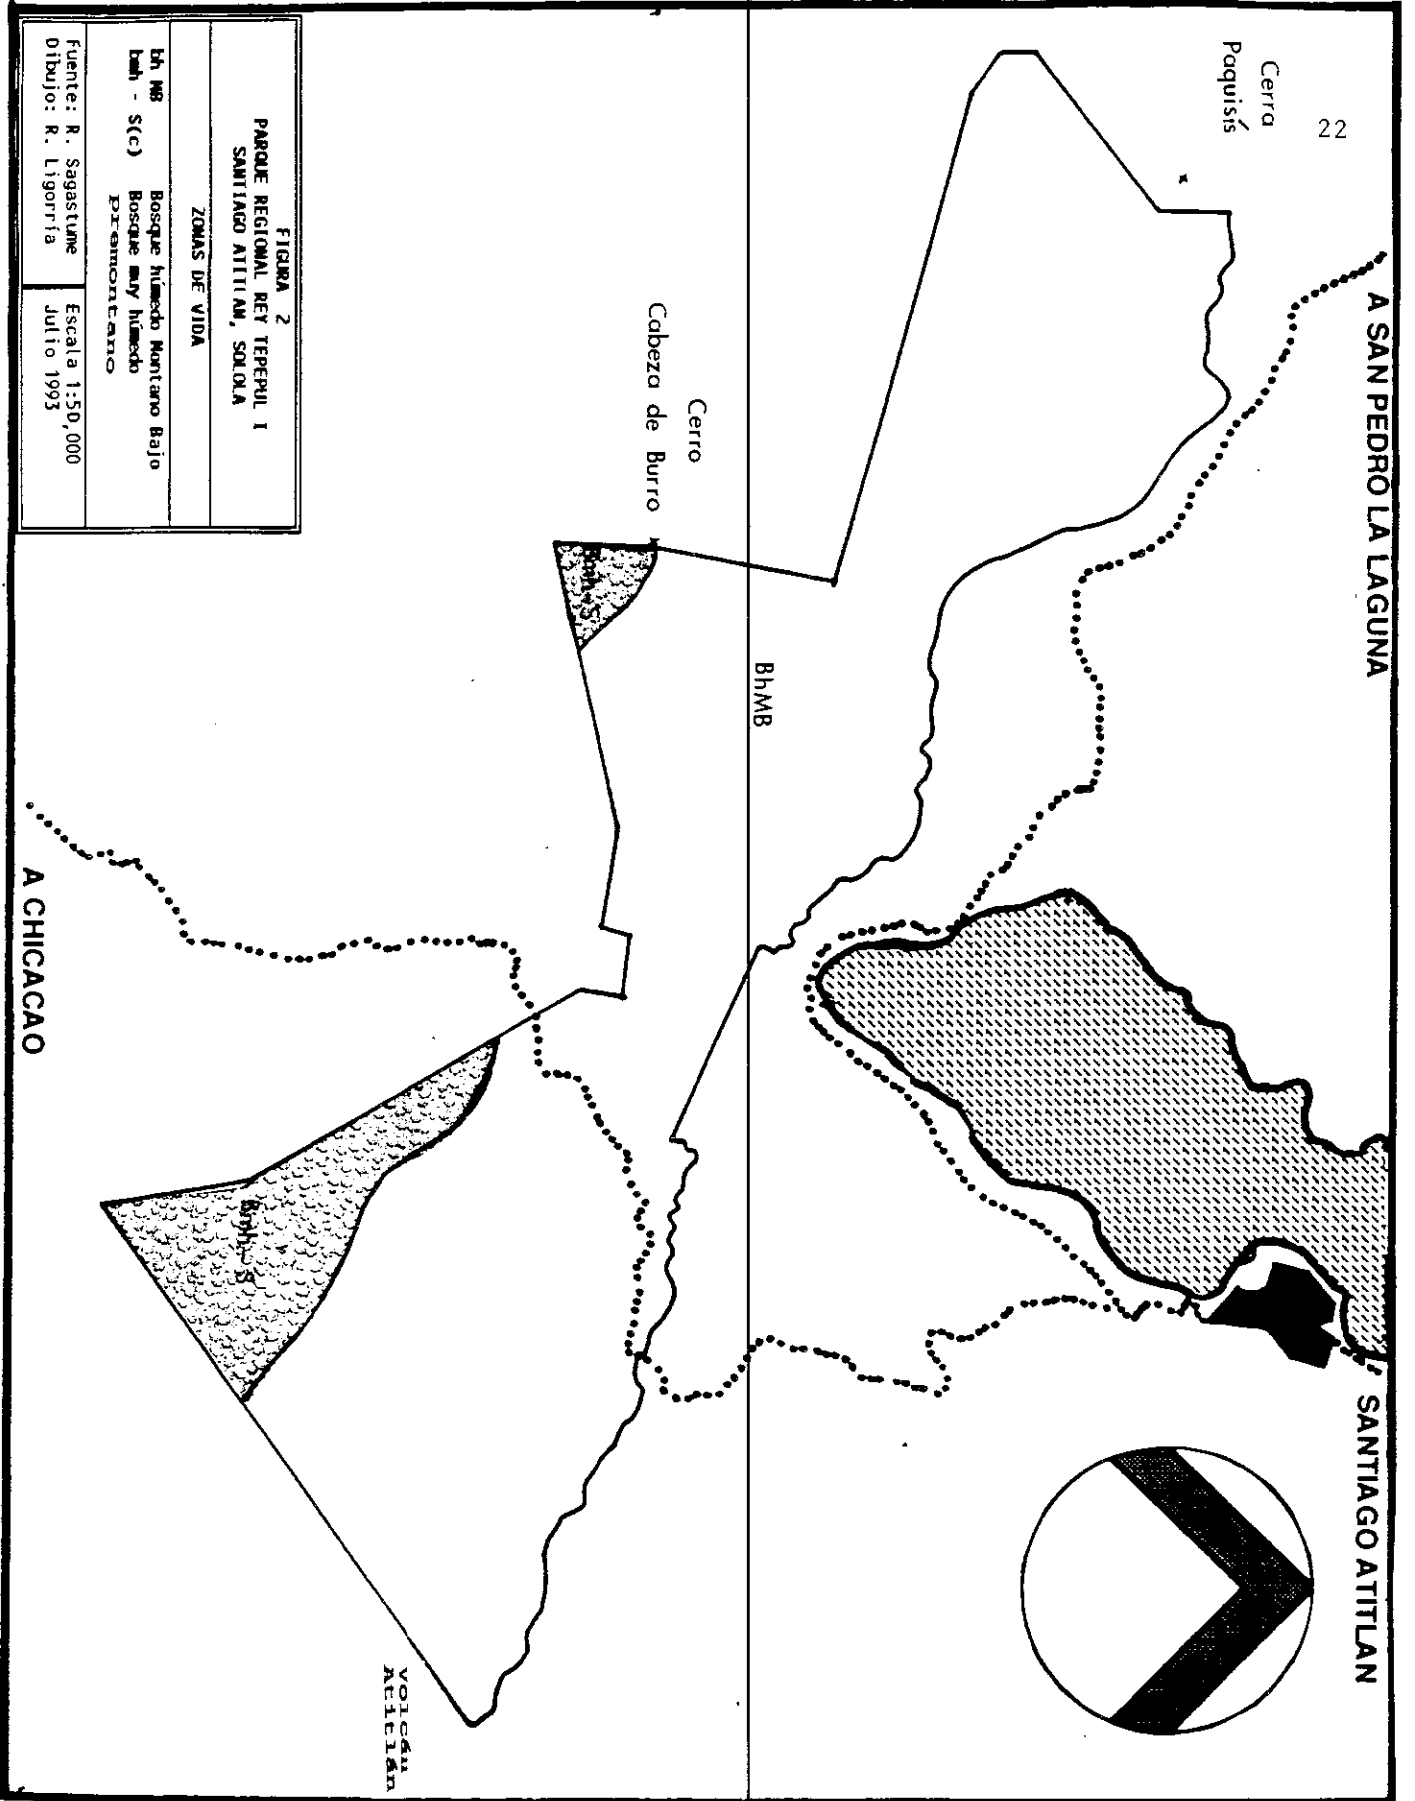 22
Cerra
Paquisís
A SAN PEDRO LA LAGUNA
SANTIAGO ATITLAN
Cerro
Cabeza de Burro
BhMB
Bmh-S
Bmh-S
Volcán
Atitlán
A CHICACAO
FIGURA 2
PARQUE REGIONAL REY TEPEPUL I
SANTIAGO ATITLAN, SOLOLA
ZONAS DE VIDA
bh MB Bosque húmedo Montano Bajo
bmh - S(c) Bosque muy húmedo
premontano
Fuente: R. Sagastume
Dibujo: R. Ligorría
Escala 1:50,000
Julio 1993